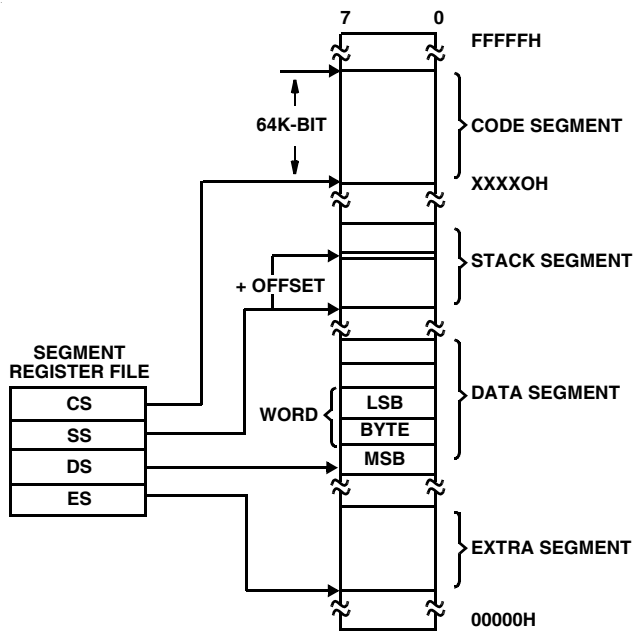 7 0
FFFFFH
64K-BIT
CODE SEGMENT
XXXXOH
STACK SEGMENT
+ OFFSET
SEGMENT
REGISTER FILE
CS
SS
DS
ES
WORD
LSB
BYTE
MSB
DATA SEGMENT
EXTRA SEGMENT
00000H